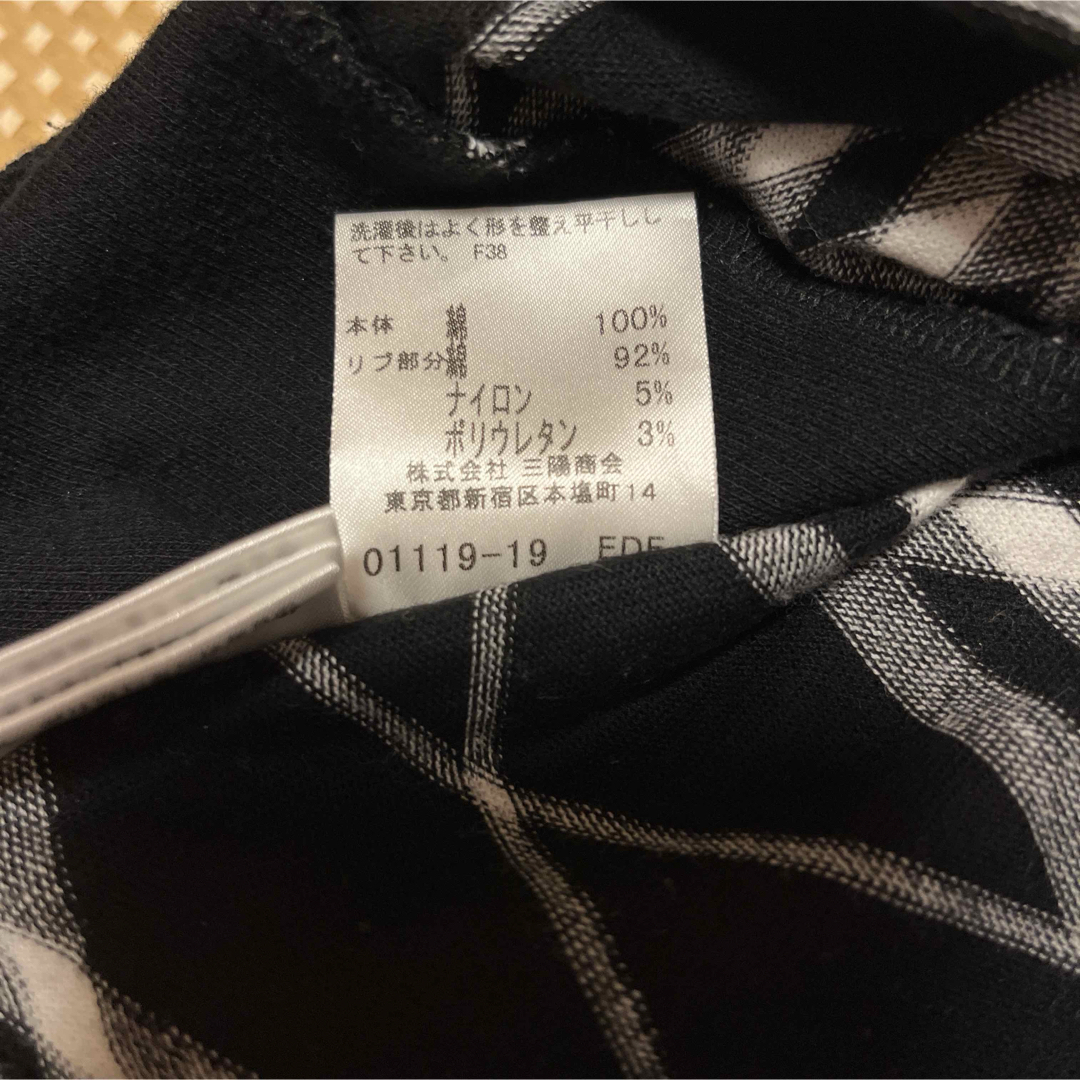 洗濯後はよく形を整え平干しし
て下さい。 F38
本体 綿 100%
リブ部分綿 92%
ナイロン 5%
ポリウレタン 3%
株式会社 三陽商会
東京都新宿区本塩町14
01119-19